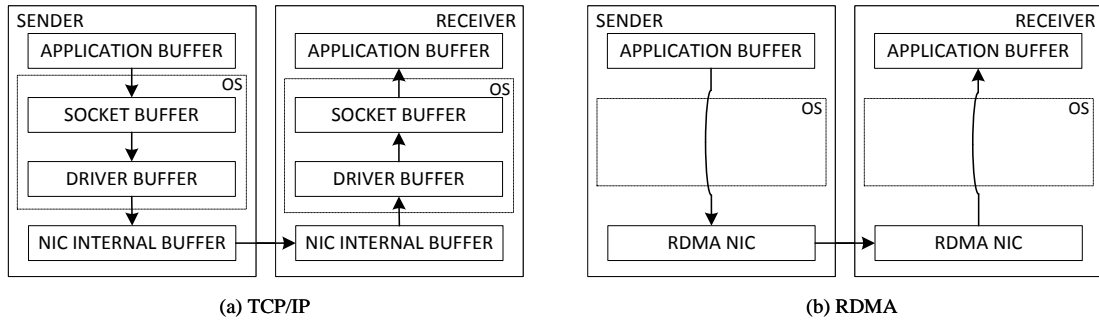 SENDER
APPLICATION BUFFER
OS
SOCKET BUFFER
DRIVER BUFFER
NIC INTERNAL BUFFER
RECEIVER
APPLICATION BUFFER
OS
SOCKET BUFFER
DRIVER BUFFER
NIC INTERNAL BUFFER
(a) TCP/IP
SENDER
APPLICATION BUFFER
OS
RDMA NIC
RECEIVER
APPLICATION BUFFER
OS
RDMA NIC
(b) RDMA